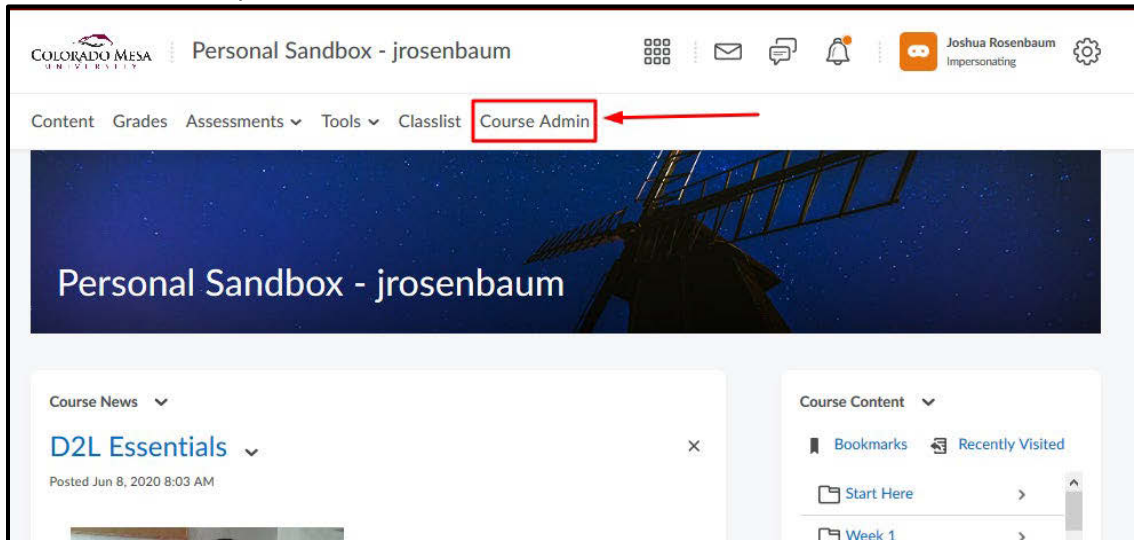 COLORADO MESA
UNIVERSITY
Personal Sandbox - jrosenbaum
Joshua Rosenbaum
Impersonating
Content Grades Assessments Tools Classlist Course Admin
Personal Sandbox - jrosenbaum
Course News
D2L Essentials
Posted Jun 8, 2020 8:03 AM
Course Content
Bookmarks Recently Visited
Start Here
Week 1